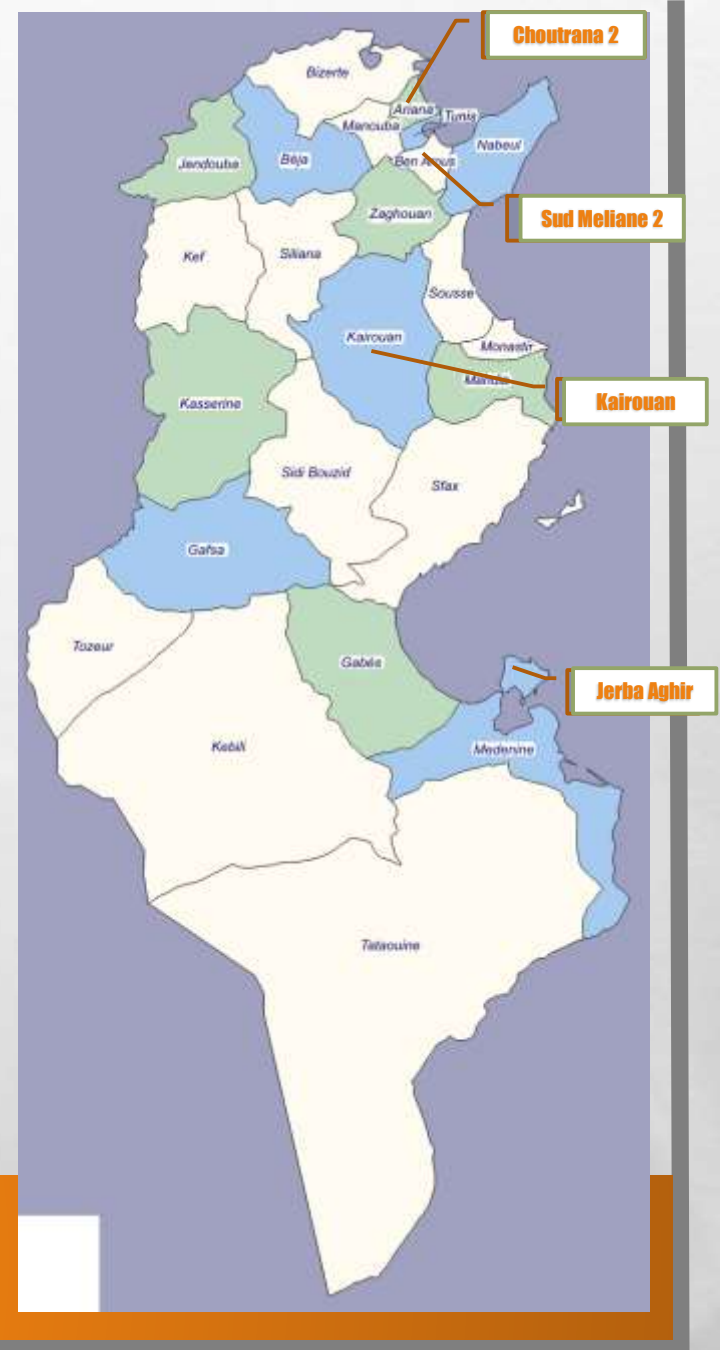 Choutrana 2
Bizerte
Ariana
Tunis
Manouba
Nabeul
Jendouba
Béja
Ben Arous
Zaghouan
Sud Meliane 2
Kef
Siliana
Sousse
Kairouan
Monastir
Kairouan
Kasserine
Sidi Bouzid
Sfax
Gafsa
Tozeur
Gabès
Jerba Aghir
Kebili
Medenine
Tataouine